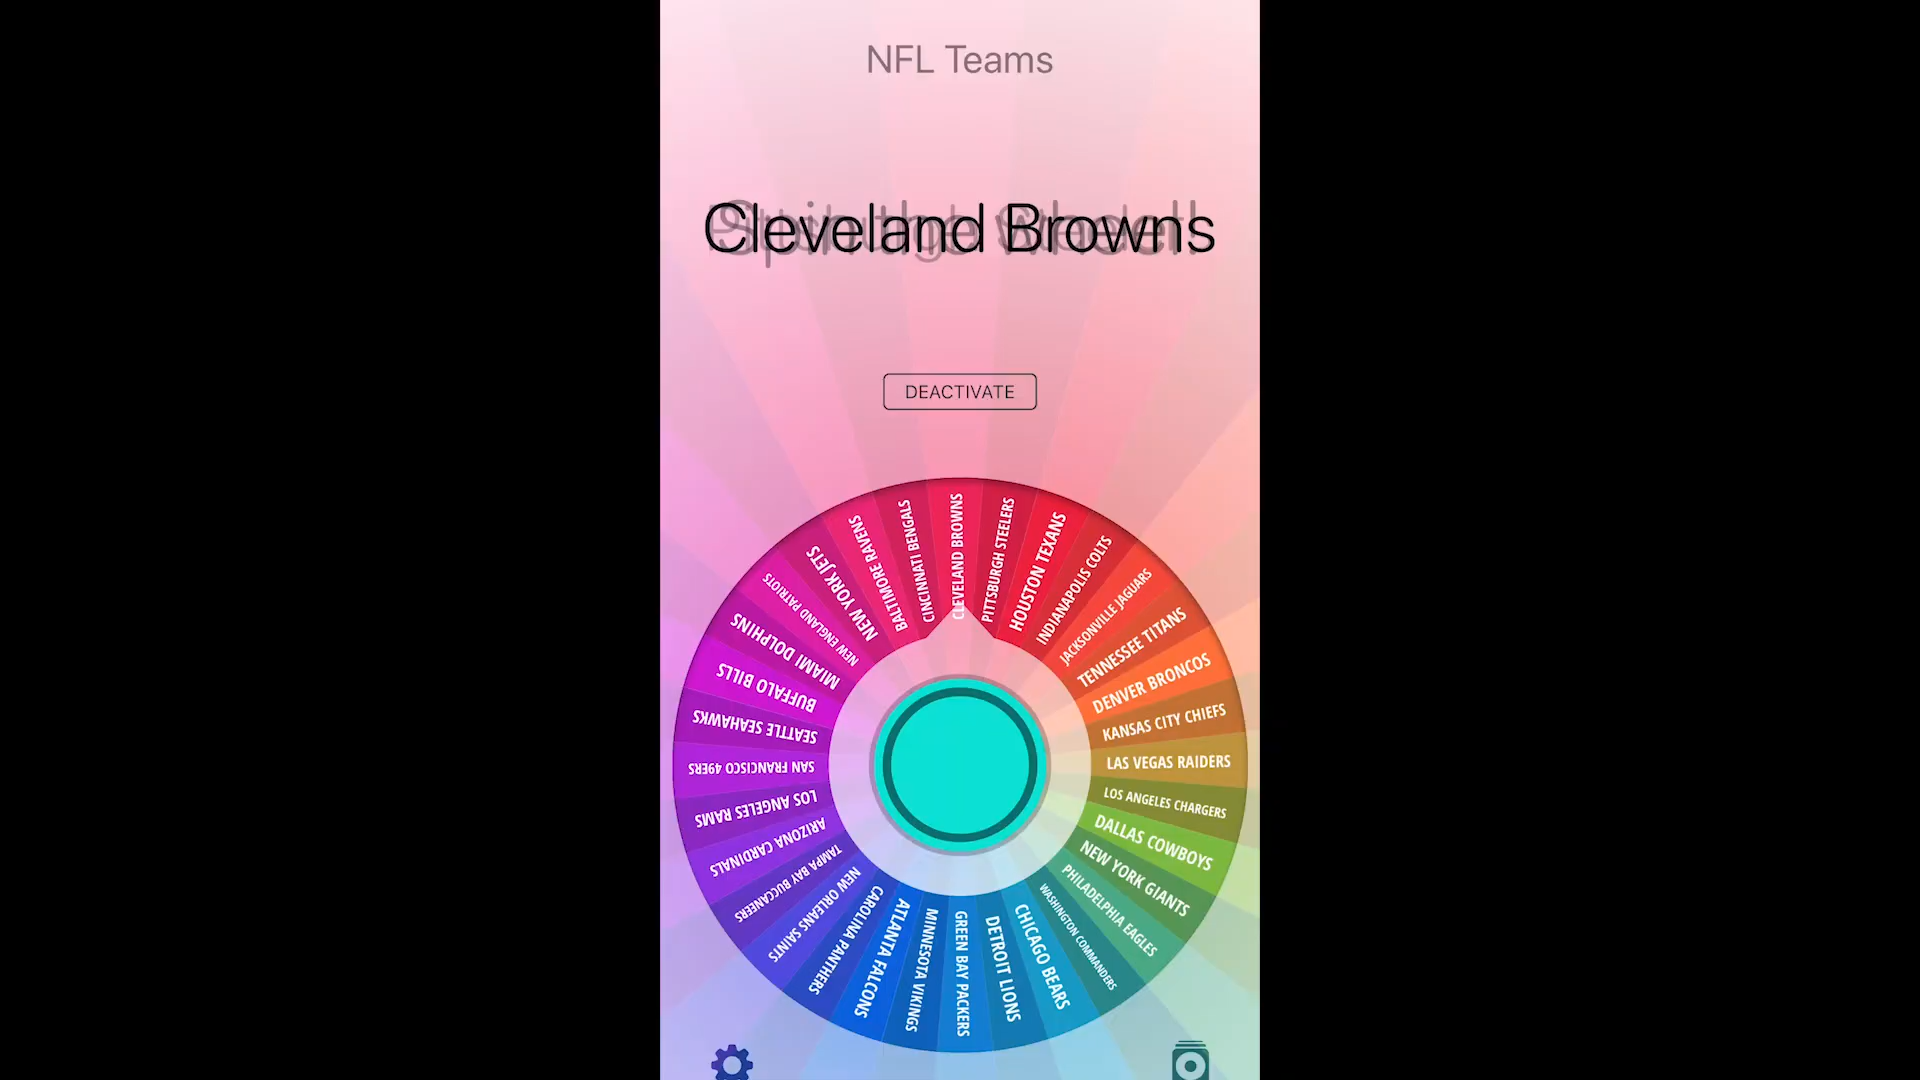 NFL Teams
Cleveland Browns
Spin the wheel!
DEACTIVATE
CLEVELAND BROWNS
PITTSBURGH STEELERS
HOUSTON TEXANS
INDIANAPOLIS COLTS
JACKSONVILLE JAGUARS
TENNESSEE TITANS
DENVER BRONCOS
KANSAS CITY CHIEFS
LAS VEGAS RAIDERS
LOS ANGELES CHARGERS
DALLAS COWBOYS
NEW YORK GIANTS
PHILADELPHIA EAGLES
WASHINGTON COMMANDERS
CHICAGO BEARS
DETROIT LIONS
GREEN BAY PACKERS
MINNESOTA VIKINGS
ATLANTA FALCONS
CAROLINA PANTHERS
NEW ORLEANS SAINTS
TAMPA BAY BUCCANEERS
ARIZONA CARDINALS
LOS ANGELES RAMS
SAN FRANCISCO 49ERS
SEATTLE SEAHAWKS
BUFFALO BILLS
MIAMI DOLPHINS
NEW ENGLAND PATRIOTS
NEW YORK JETS
BALTIMORE RAVENS
CINCINNATI BENGALS